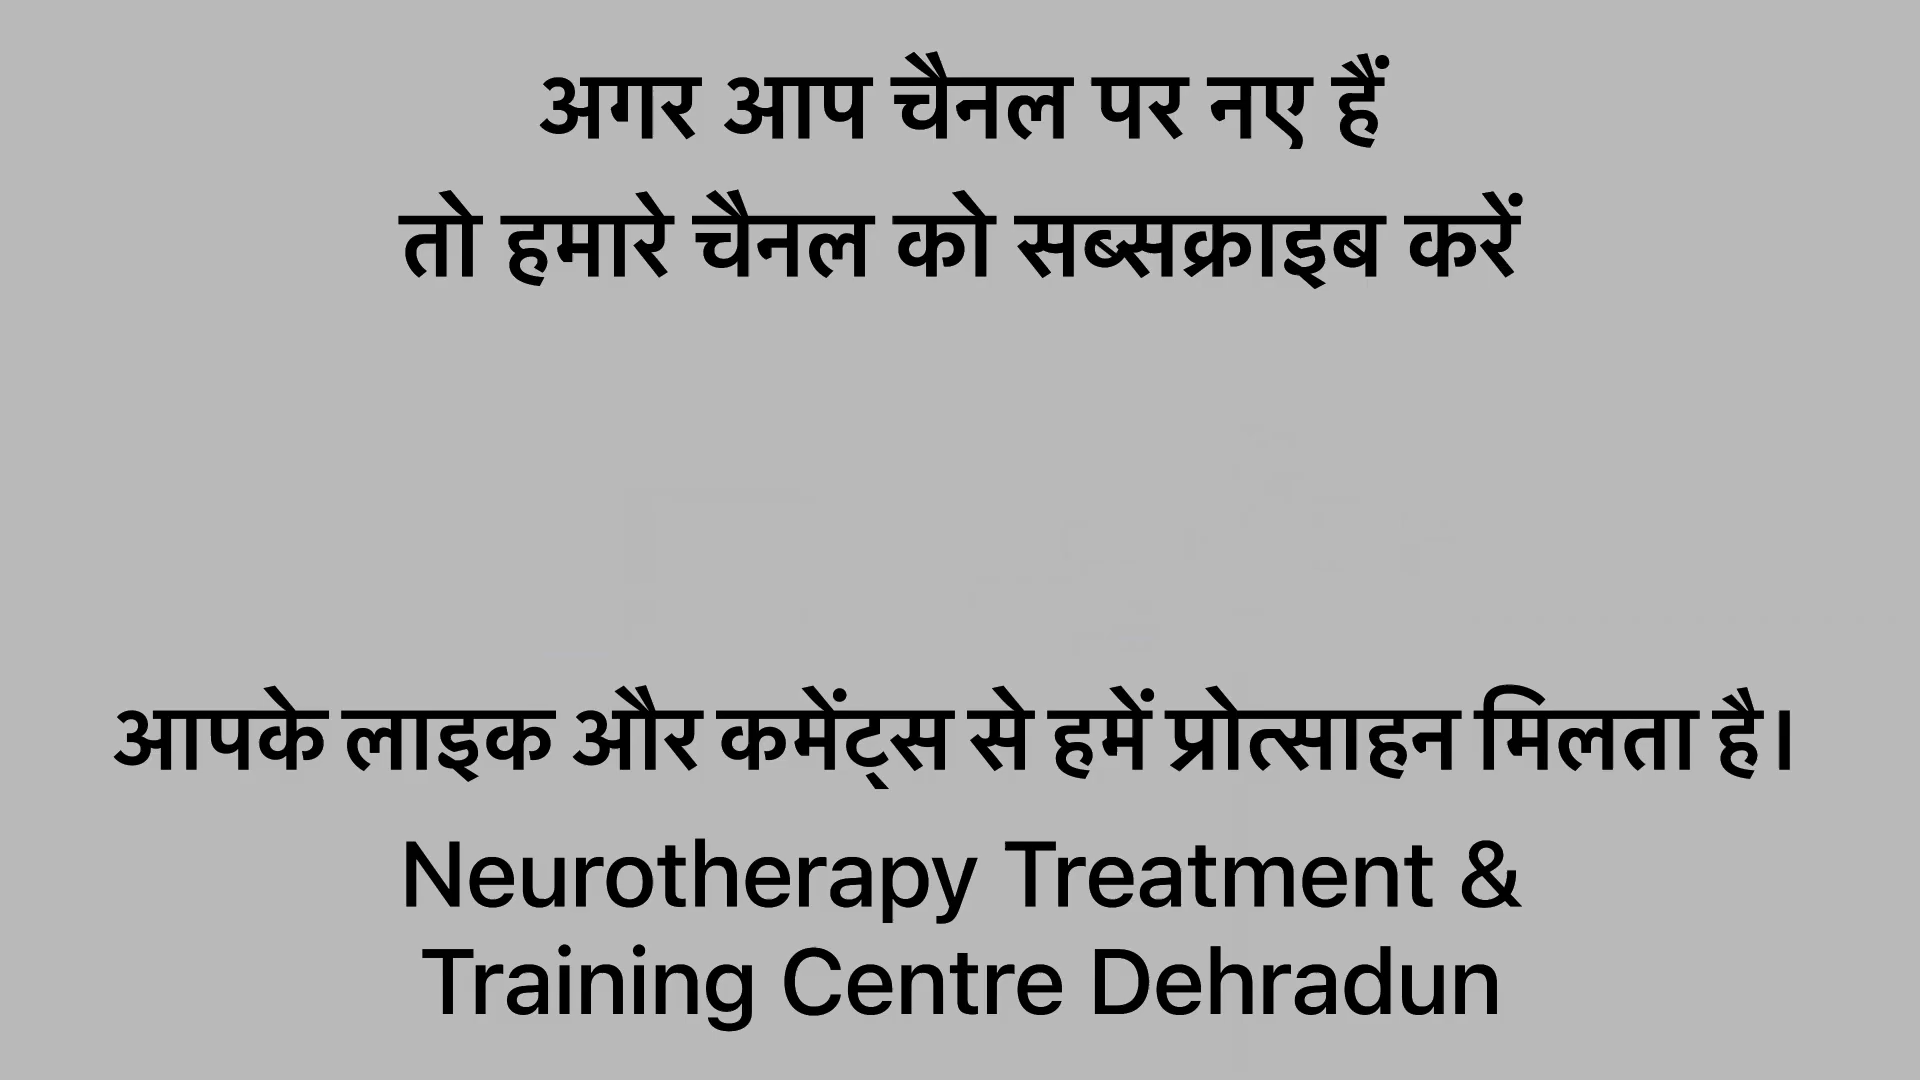 अगर आप चैनल पर नए हैं
तो हमारे चैनल को सब्सक्राइब करें
आपके लाइक और कमेंट्स से हमें प्रोत्साहन मिलता है।
Neurotherapy Treatment &
Training Centre Dehradun